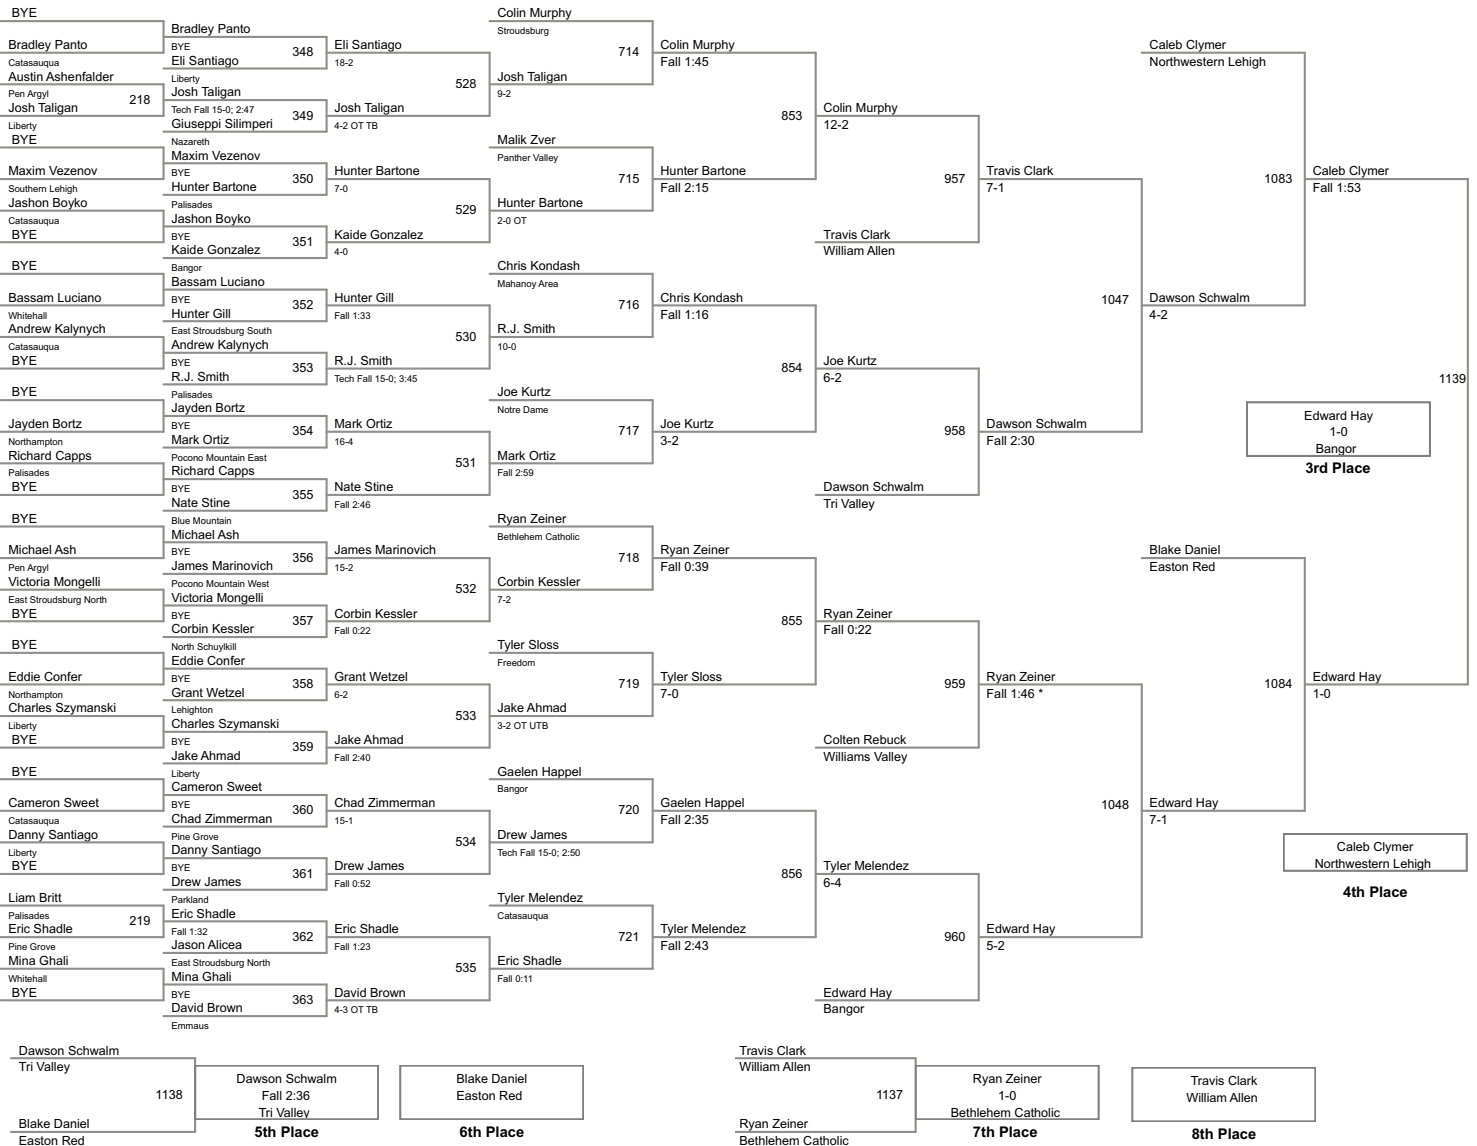 BYE
Bradley Panto
Catasauqua
Austin Ashenfalder
Pen Argyl
218
Josh Taligan
Liberty
BYE
Maxim Vezenov
Southern Lehigh
Jashon Boyko
Catasauqua
BYE
BYE
Bassam Luciano
Whitehall
Andrew Kalynych
Catasauqua
BYE
BYE
Jayden Bortz
Northampton
Richard Capps
Palisades
BYE
BYE
Michael Ash
Pen Argyl
Victoria Mongelli
East Stroudsburg North
BYE
BYE
Eddie Confer
Northampton
Charles Szymanski
Liberty
BYE
BYE
Cameron Sweet
Catasauqua
Danny Santiago
Liberty
BYE
Liam Britt
Palisades
219
Eric Shadle
Pine Grove
Mina Ghali
Whitehall
BYE
Bradley Panto
BYE
348
Eli Santiago
Liberty
Josh Taligan
Tech Fall 15-0; 2:47
349
Giuseppi Silimperi
Nazareth
Maxim Vezenov
BYE
350
Hunter Bartone
Palisades
Jashon Boyko
BYE
351
Kaide Gonzalez
Bangor
Bassam Luciano
BYE
352
Hunter Gill
East Stroudsburg South
Andrew Kalynych
BYE
353
R.J. Smith
Palisades
Jayden Bortz
BYE
354
Mark Ortiz
Pocono Mountain East
Richard Capps
BYE
355
Nate Stine
Blue Mountain
Michael Ash
BYE
356
James Marinovich
Pocono Mountain West
Victoria Mongelli
BYE
357
Corbin Kessler
North Schuylkill
Eddie Confer
BYE
358
Grant Wetzel
Lehighton
Charles Szymanski
BYE
359
Jake Ahmad
Liberty
Cameron Sweet
BYE
360
Chad Zimmerman
Pine Grove
Danny Santiago
BYE
361
Drew James
Parkland
Eric Shadle
Fall 1:32
362
Jason Alicea
East Stroudsburg North
Mina Ghali
BYE
363
David Brown
Emmaus
Eli Santiago
18-2
528
Josh Taligan
4-2 OT TB
Hunter Bartone
7-0
529
Kaide Gonzalez
4-0
Hunter Gill
Fall 1:33
530
R.J. Smith
Tech Fall 15-0; 3:45
Mark Ortiz
16-4
531
Nate Stine
Fall 2:46
James Marinovich
15-2
532
Corbin Kessler
Fall 0:22
Grant Wetzel
6-2
533
Jake Ahmad
Fall 2:40
Chad Zimmerman
15-1
534
Drew James
Fall 0:52
Eric Shadle
Fall 1:23
535
David Brown
4-3 OT TB
Colin Murphy
Stroudsburg
714
Josh Taligan
9-2
Malik Zver
Panther Valley
715
Hunter Bartone
2-0 OT
Chris Kondash
Mahanoy Area
716
R.J. Smith
10-0
Joe Kurtz
Notre Dame
717
Mark Ortiz
Fall 2:59
Ryan Zeiner
Bethlehem Catholic
718
Corbin Kessler
7-2
Tyler Sloss
Freedom
719
Jake Ahmad
3-2 OT UTB
Gaelen Happel
Bangor
720
Drew James
Tech Fall 15-0; 2:50
Tyler Melendez
Catasauqua
721
Eric Shadle
Fall 0:11
Colin Murphy
Fall 1:45
853
Hunter Bartone
Fall 2:15
Chris Kondash
Fall 1:16
854
Joe Kurtz
3-2
Ryan Zeiner
Fall 0:39
855
Tyler Sloss
7-0
Gaelen Happel
Fall 2:35
856
Tyler Melendez
Fall 2:43
Colin Murphy
12-2
957
Travis Clark
William Allen
Joe Kurtz
6-2
958
Dawson Schwalm
Tri Valley
Ryan Zeiner
Fall 0:22
959
Colten Rebuck
Williams Valley
Tyler Melendez
6-4
960
Edward Hay
Bangor
Travis Clark
7-1
1047
Dawson Schwalm
Fall 2:30
Ryan Zeiner
Fall 1:46 *
1048
Edward Hay
5-2
Caleb Clymer
Northwestern Lehigh
1083
Dawson Schwalm
4-2
Blake Daniel
Easton Red
1084
Edward Hay
7-1
Caleb Clymer
Fall 1:53
1139
Edward Hay
1-0
Edward Hay
1-0
Bangor
3rd Place
Caleb Clymer
Northwestern Lehigh
4th Place
Dawson Schwalm
Tri Valley
1138
Blake Daniel
Easton Red
Dawson Schwalm
Fall 2:36
Tri Valley
5th Place
Blake Daniel
Easton Red
6th Place
Travis Clark
William Allen
1137
Ryan Zeiner
Bethlehem Catholic
Ryan Zeiner
1-0
Bethlehem Catholic
7th Place
Travis Clark
William Allen
8th Place